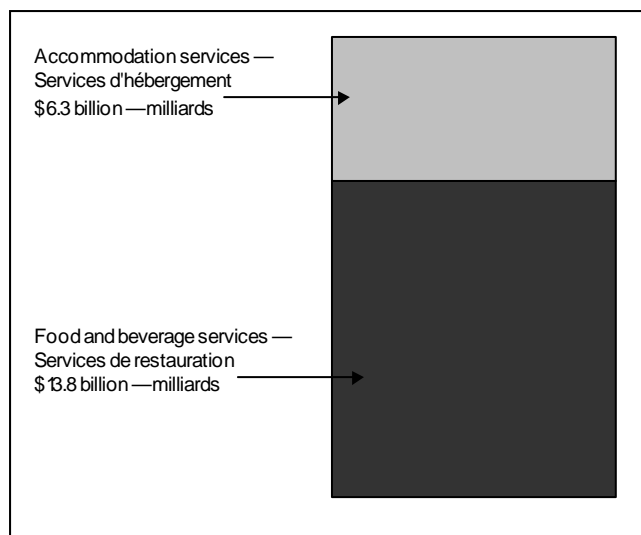 Accommodation services —
Services d'hébergement
$6.3 billion —milliards
Food and beverage services —
Services de restauration
$13.8 billion —milliards